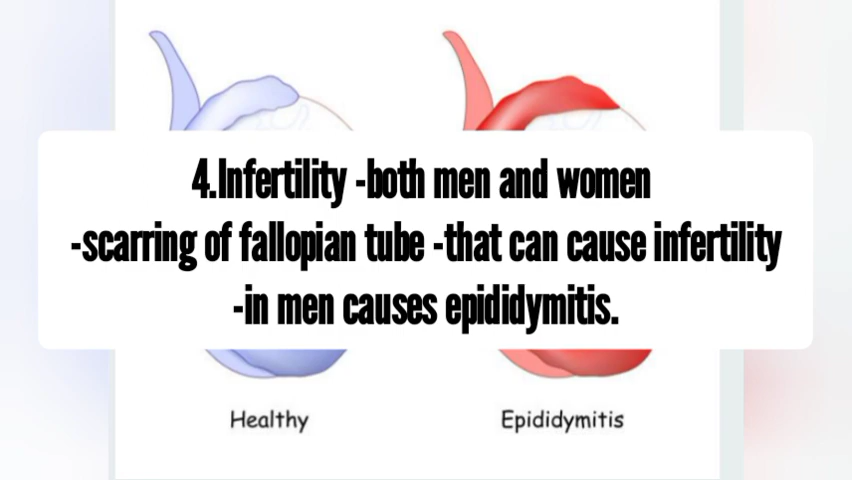 4.Infertility -both men and women
-scarring of fallopian tube -that can cause infertility
-in men causes epididymitis.
Healthy
Epididymitis